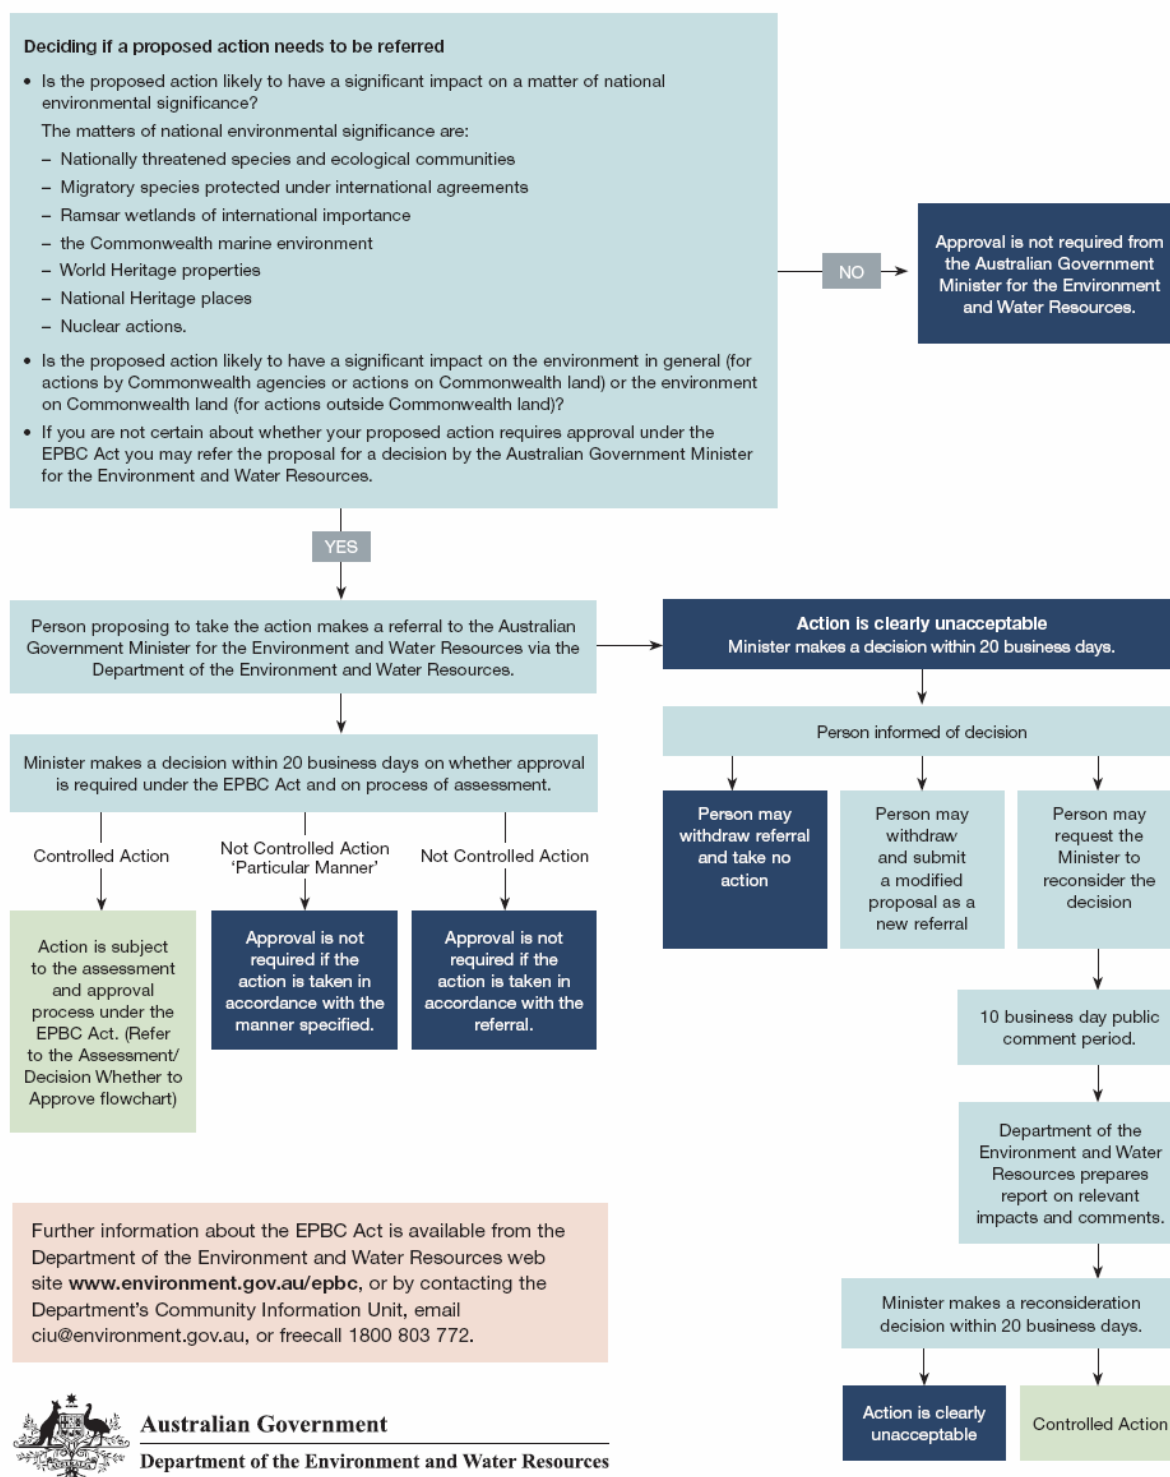 Deciding if a proposed action needs to be referred
• Is the proposed action likely to have a significant impact on a matter of national
environmental significance?
The matters of national environmental significance are:
– Nationally threatened species and ecological communities
– Migratory species protected under international agreements
– Ramsar wetlands of international importance
– the Commonwealth marine environment
– World Heritage properties
– National Heritage places
– Nuclear actions.
• Is the proposed action likely to have a significant impact on the environment in general (for
actions by Commonwealth agencies or actions on Commonwealth land) or the environment
on Commonwealth land (for actions outside Commonwealth land)?
• If you are not certain about whether your proposed action requires approval under the
EPBC Act you may refer the proposal for a decision by the Australian Government Minister
for the Environment and Water Resources.
NO
Approval is not required from
the Australian Government
Minister for the Environment
and Water Resources.
YES
Person proposing to take the action makes a referral to the Australian
Government Minister for the Environment and Water Resources via the
Department of the Environment and Water Resources.
Action is clearly unacceptable
Minister makes a decision within 20 business days.
Person informed of decision
Minister makes a decision within 20 business days on whether approval
is required under the EPBC Act and on process of assessment.
Person may
withdraw referral
and take no
action
Person may
withdraw
and submit
a modified
proposal as a
new referral
Person may
request the
Minister to
reconsider the
decision
Controlled Action
Not Controlled Action
‘Particular Manner’
Not Controlled Action
Action is subject
to the assessment
and approval
process under the
EPBC Act. (Refer
to the Assessment/
Decision Whether to
Approve flowchart)
Approval is not
required if the
action is taken in
accordance with the
manner specified.
Approval is not
required if the
action is taken in
accordance with the
referral.
10 business day public
comment period.
Department of the
Environment and Water
Resources prepares
report on relevant
impacts and comments.
Minister makes a reconsideration
decision within 20 business days.
Action is clearly
unacceptable
Controlled Action
Further information about the EPBC Act is available from the
Department of the Environment and Water Resources web
site www.environment.gov.au/epbc, or by contacting the
Department’s Community Information Unit, email
ciu@environment.gov.au, or freecall 1800 803 772.
AUSTRALIA
Australian Government
Department of the Environment and Water Resources